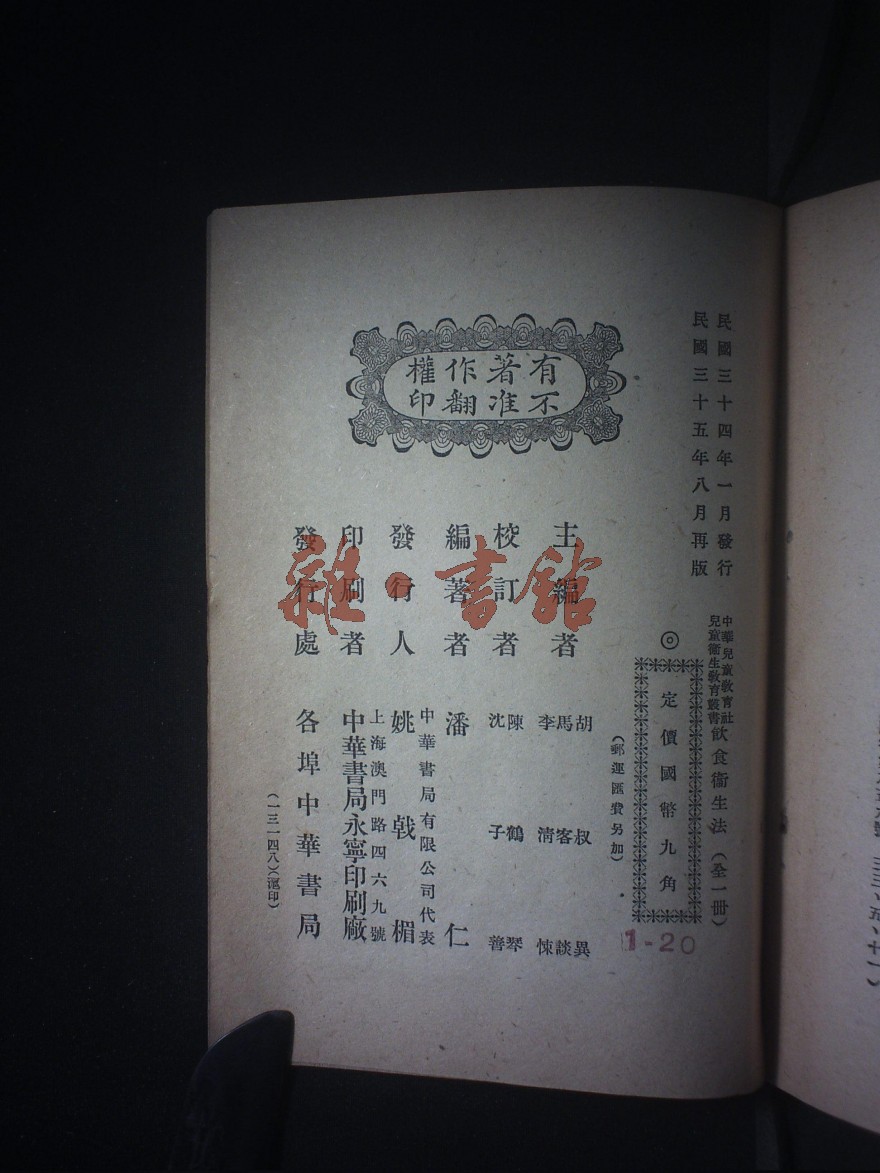 民國三十四年一月發行
民國三十五年八月再版
中華兒童教育社
兒童衞生教育叢書
飲食衞生法（全一册）
◎
定價國幣九角
1-20
（郵運匯費另加）
有著作權
不准翻印
主編者
胡叔異
馬客談
李清悚
校訂者
陳鶴琴
沈子善
編著者
潘仁
發行人
中華書局有限公司代表
姚戟楣
印刷者
上海澳門路四六九號
中華書局永寧印刷廠
發行處
各埠中華書局
（一三一四八）（滬印）
雜·書館